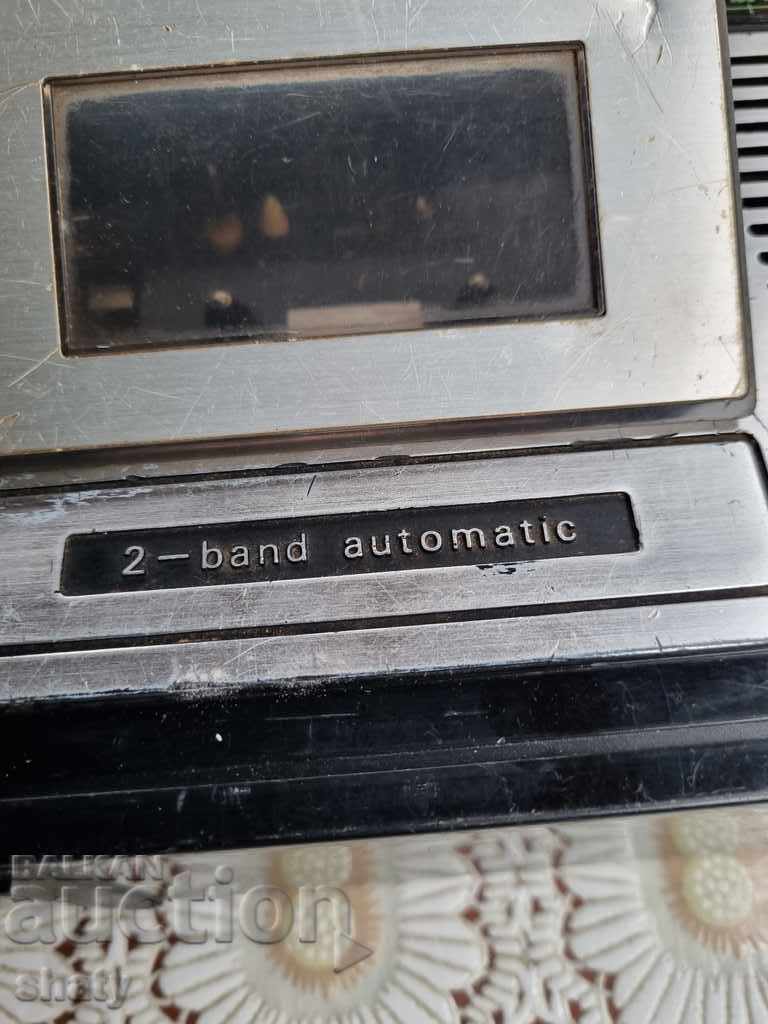 2—band automatic
BALKAN
auction
shaty